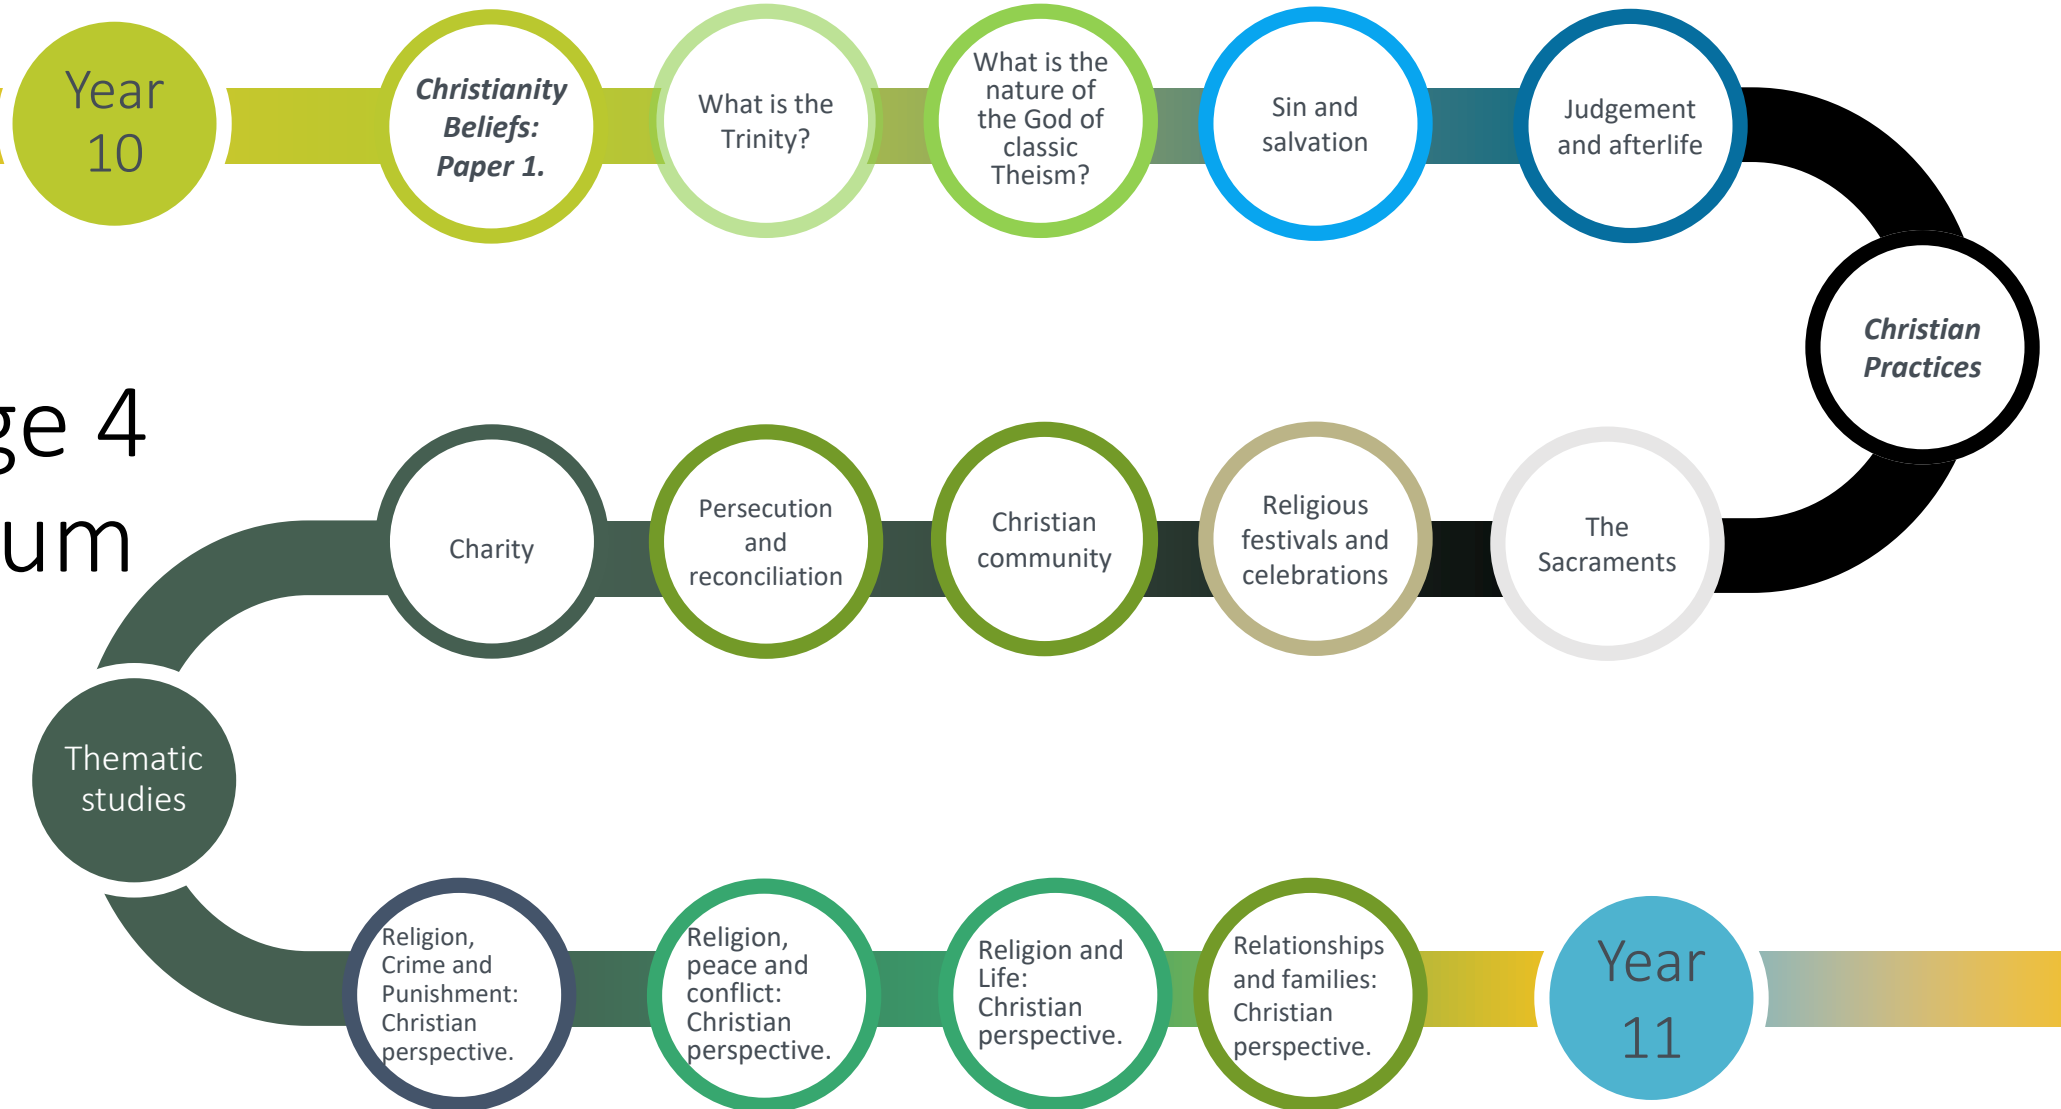 Year
10
Christianity
Beliefs:
Paper 1.
What is the
Trinity?
What is the
nature of
the God of
classic
Theism?
Sin and
salvation
Judgement
and afterlife
Christian
Practices
ge 4
um
Charity
Persecution
and
reconciliation
Christian
community
Religious
festivals and
celebrations
The
Sacraments
Thematic
studies
Religion,
Crime and
Punishment:
Christian
perspective.
Religion,
peace and
conflict:
Christian
perspective.
Religion and
Life:
Christian
perspective.
Relationships
and families:
Christian
perspective.
Year
11